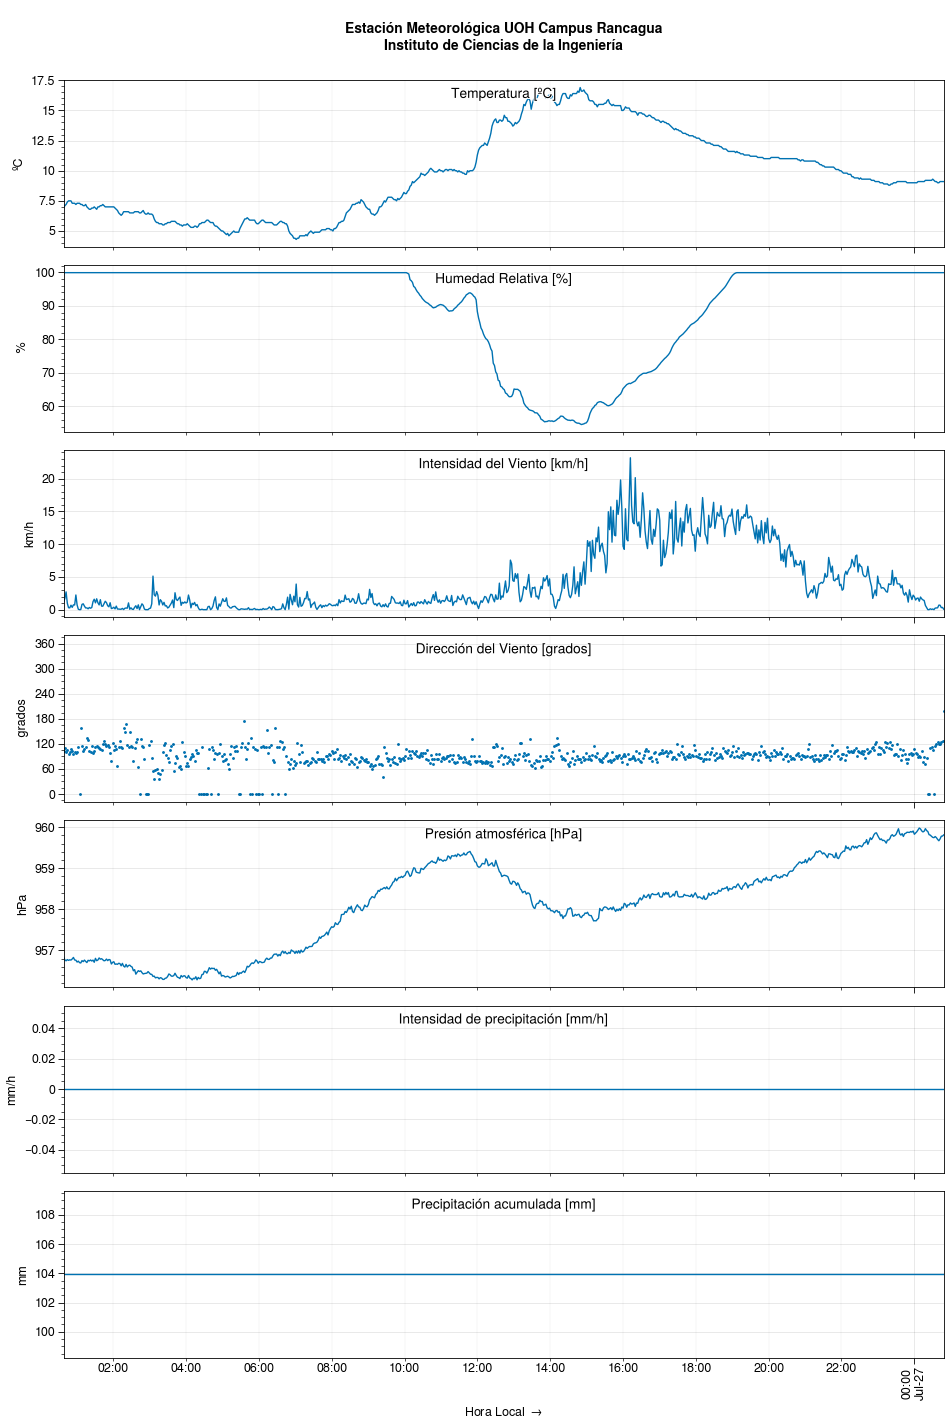 Estación Meteorológica UOH Campus Rancagua
Instituto de Ciencias de la Ingeniería
Temperatura [ºC]
17.5
15
12.5
10
7.5
5
ºC
Humedad Relativa [%]
100
90
80
70
60
%
Intensidad del Viento [km/h]
20
15
10
5
0
km/h
Dirección del Viento [grados]
360
300
240
180
120
60
0
grados
Presión atmosférica [hPa]
960
959
958
957
hPa
Intensidad de precipitación [mm/h]
0.04
0.02
0
−0.02
−0.04
mm/h
Precipitación acumulada [mm]
108
106
104
102
100
mm
02:00 04:00 06:00 08:00 10:00 12:00 14:00 16:00 18:00 20:00 22:00
00:00
Jul-27
Hora Local →